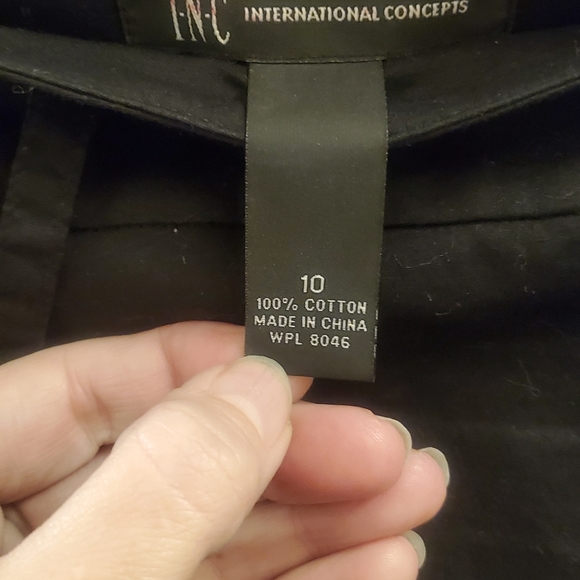 I·N·C INTERNATIONAL CONCEPTS
10
100% COTTON
MADE IN CHINA
WPL 8046